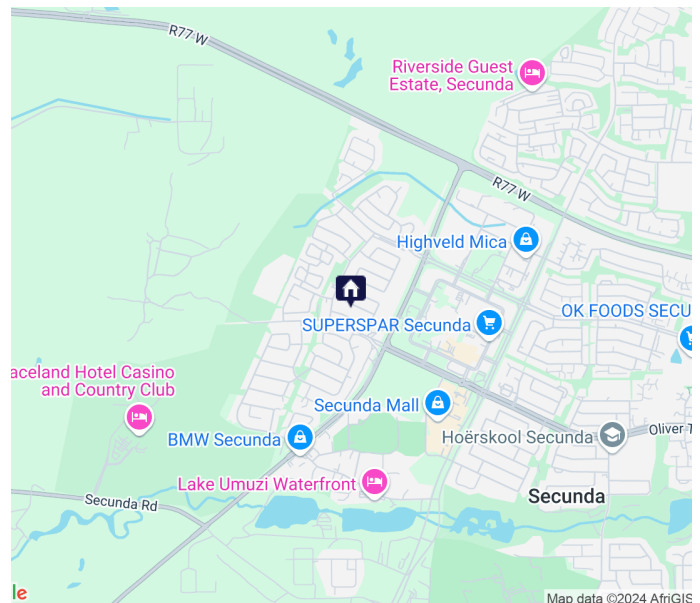 R77 W
Riverside Guest
Estate, Secunda
R77 W
Highveld Mica
SUPERSPAR Secunda
OK FOODS SECU
aceland Hotel Casino
and Country Club
Secunda Mall
BMW Secunda
Hoërskool Secunda
Oliver T
Lake Umuzi Waterfront
Secunda Rd
Secunda
le
Map data ©2024 AfriGIS